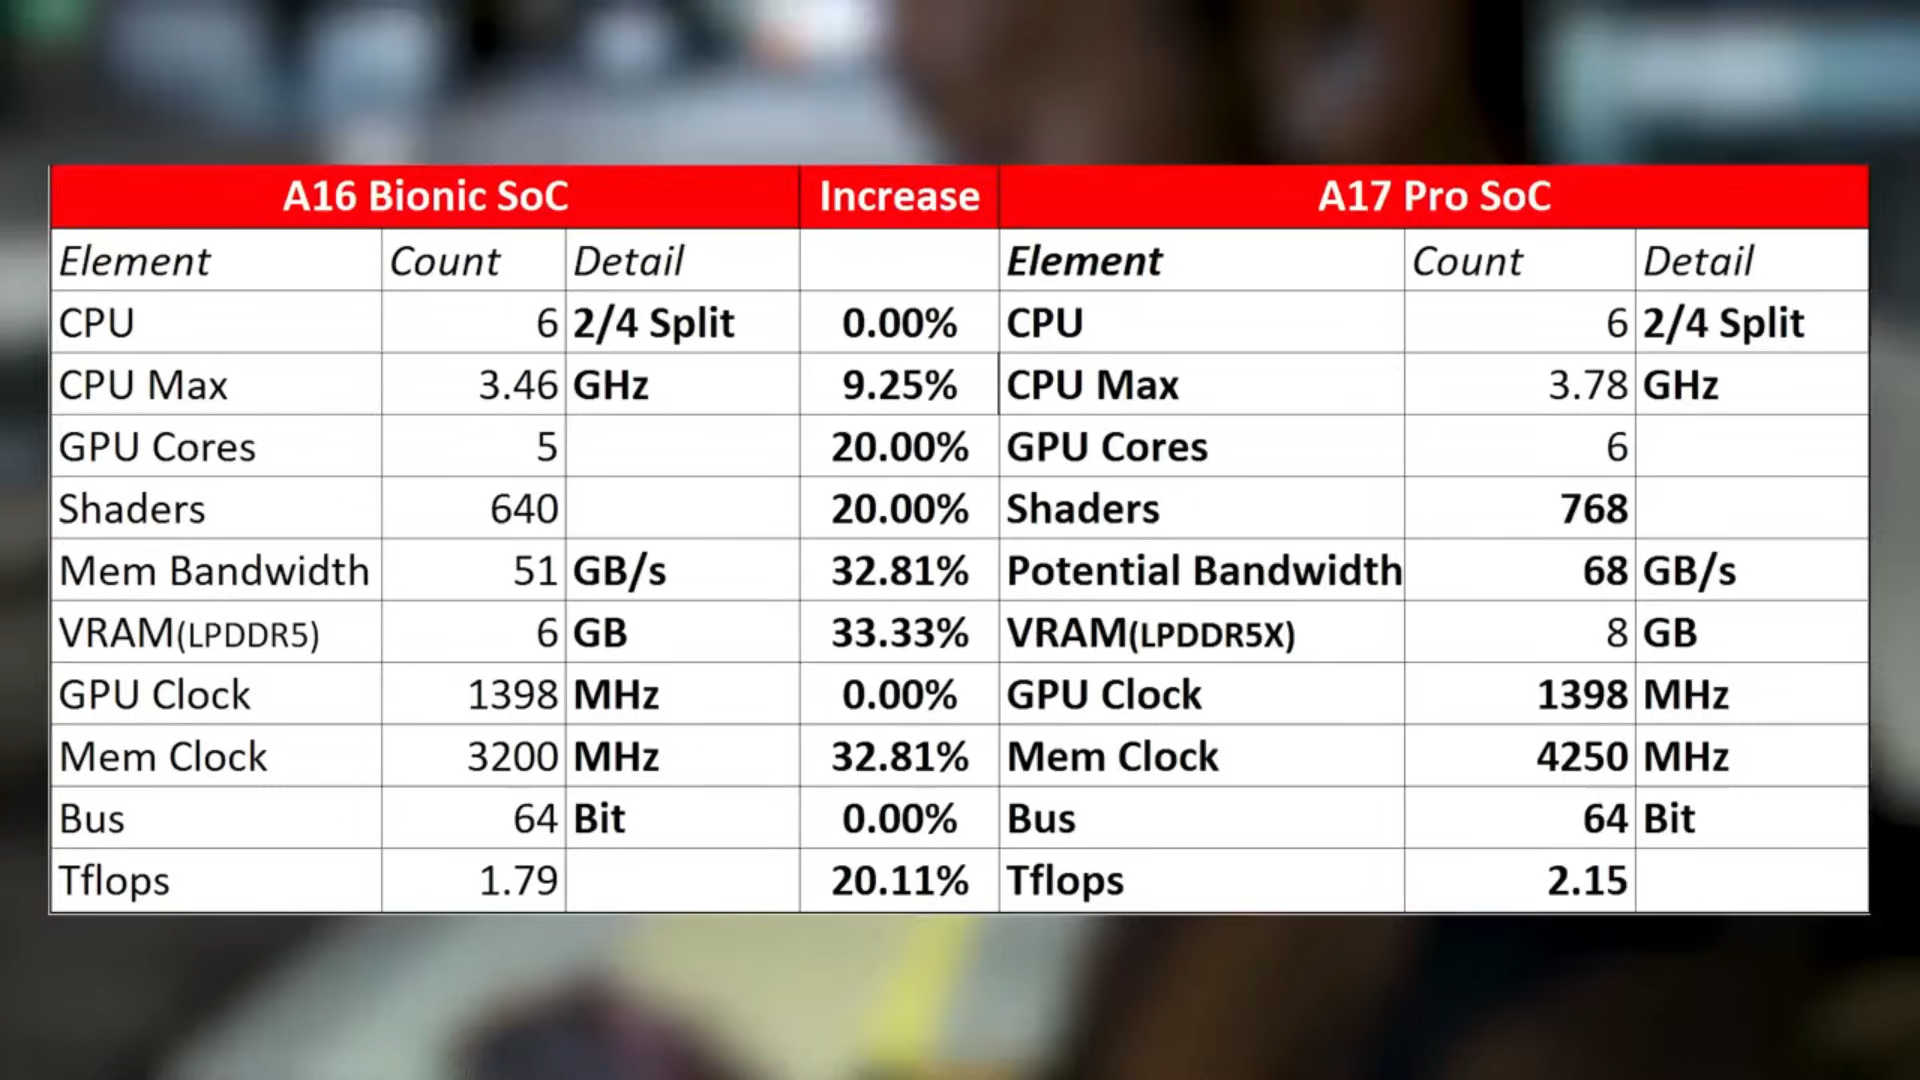 A16 Bionic SoC Increase A17 Pro SoC
Element Count Detail Element Count Detail
CPU 6 2/4 Split 0.00% CPU 6 2/4 Split
CPU Max 3.46 GHz 9.25% CPU Max 3.78 GHz
GPU Cores 5 20.00% GPU Cores 6
Shaders 640 20.00% Shaders 768
Mem Bandwidth 51 GB/s 32.81% Potential Bandwidth 68 GB/s
VRAM(LPDDR5) 6 GB 33.33% VRAM(LPDDR5X) 8 GB
GPU Clock 1398 MHz 0.00% GPU Clock 1398 MHz
Mem Clock 3200 MHz 32.81% Mem Clock 4250 MHz
Bus 64 Bit 0.00% Bus 64 Bit
Tflops 1.79 20.11% Tflops 2.15